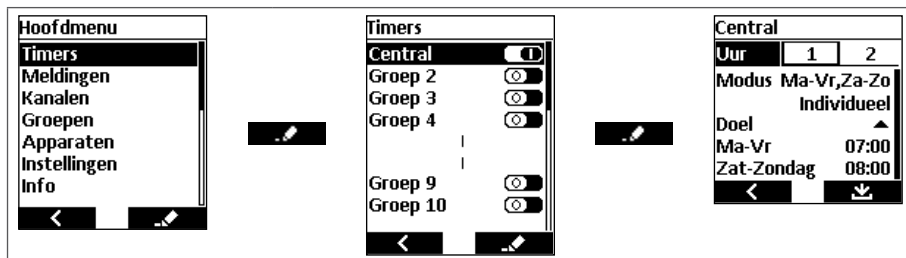 Hoofdmenu
Timers
Meldingen
Kanalen
Groepen
Apparaten
Instellingen
Info
Timers
Central
Groep 2
Groep 3
Groep 4
Groep 9
Groep 10
Central
Uur 1 2
Modus Ma-Vr,Za-Zo
Individueel
Doel
Ma-Vr 07:00
Zat-Zondag 08:00